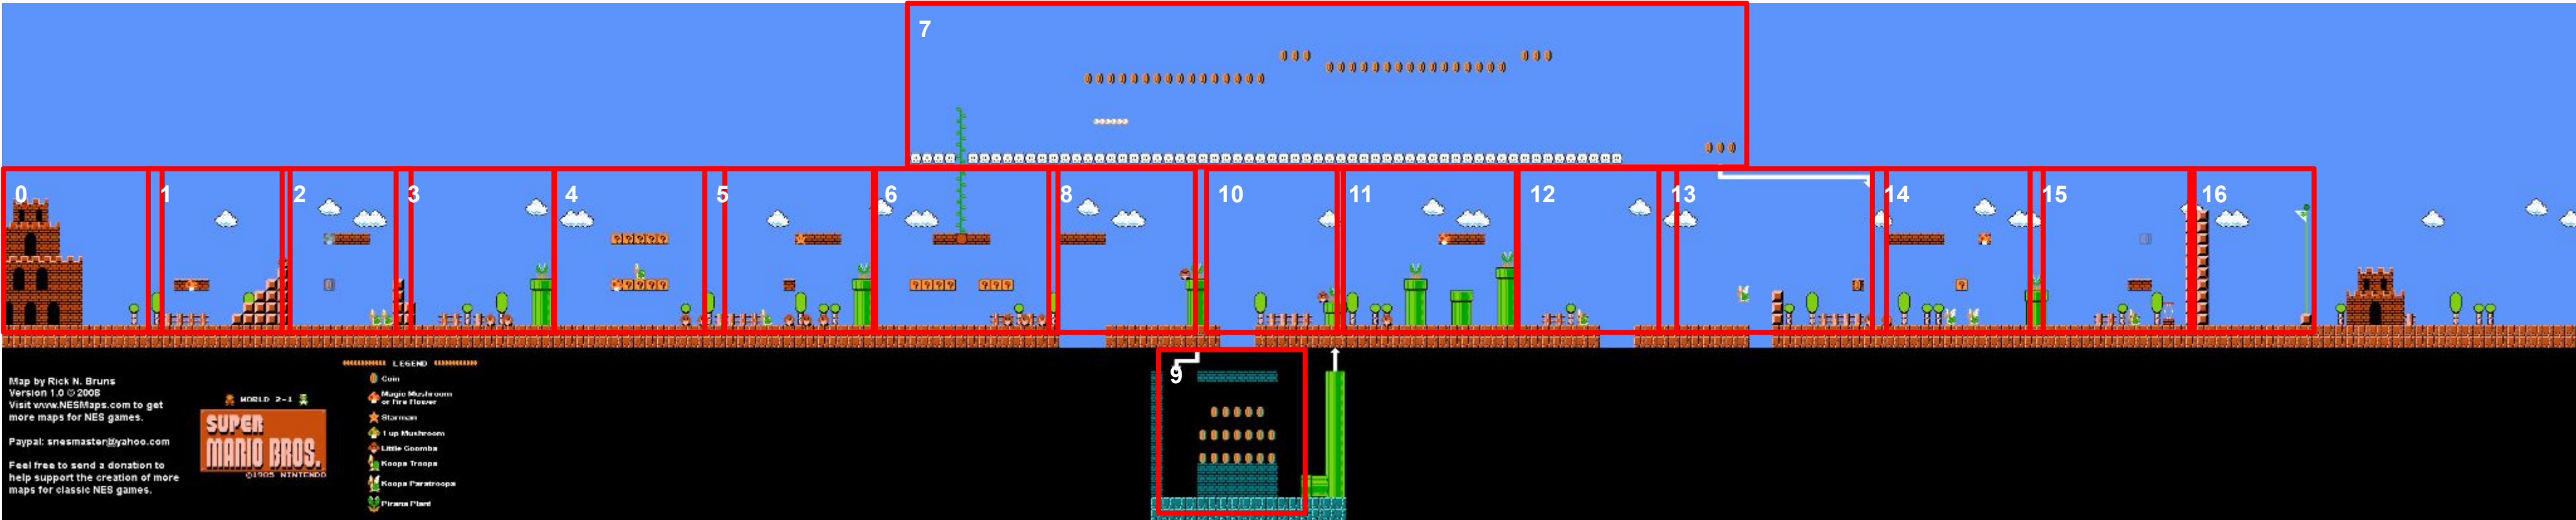 7
0
1
2
3
4
5
6
8
10
11
12
13
14
15
16
9
Map by Rick N. Bruns
Version 1.0 © 2008
Visit www.NESMaps.com to get
more maps for NES games.
Paypal: snesmaster@yahoo.com
Feel free to send a donation to
help support the creation of more
maps for classic NES games.
WORLD 2-1
SUPER
MARIO BROS.
©1985 NINTENDO
LEGEND
Coin
Magic Mushroom
or Fire Flower
Starman
1 up Mushroom
Little Goomba
Koopa Troopa
Koopa Paratroopa
Pirana Plant